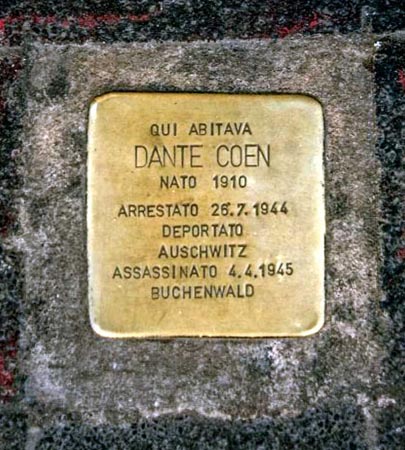 QUI ABITAVA
DANTE COEN
NATO 1910
ARRESTATO 26.7.1944
DEPORTATO
AUSCHWITZ
ASSASSINATO 4.4.1945
BUCHENWALD